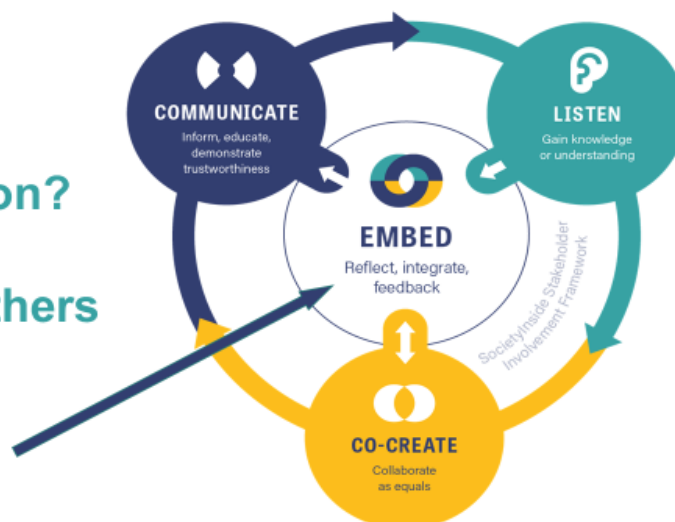 on?
thers
COMMUNICATE
Inform, educate,
demonstrate
trustworthiness
LISTEN
Gain knowledge
or understanding
EMBED
Reflect, integrate,
feedback
SocietyInside Stakeholder
Involvement Framework
CO-CREATE
Collaborate
as equals